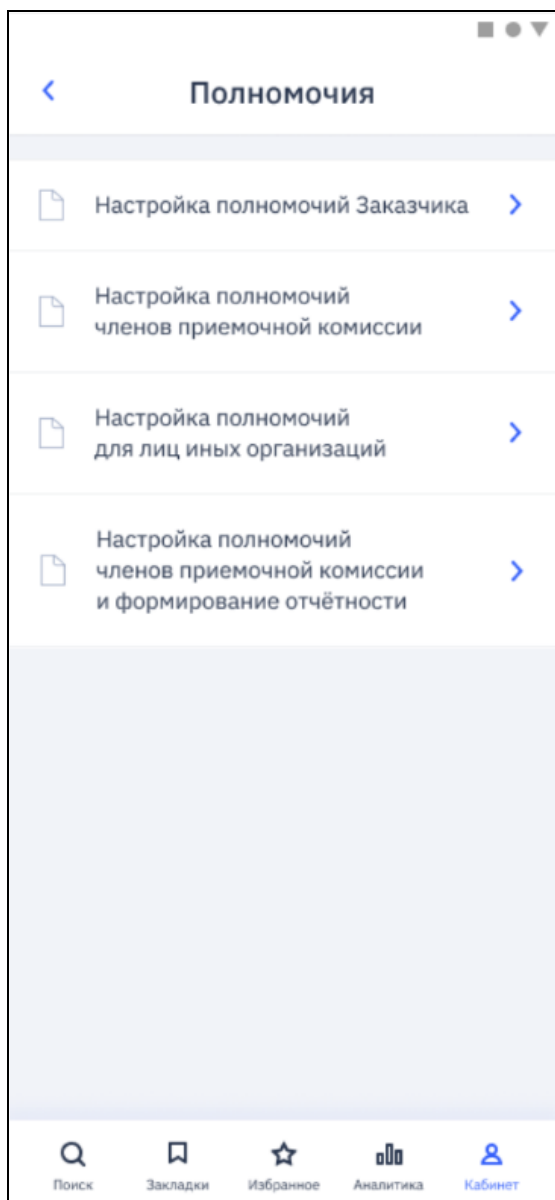 Полномочия
Настройка полномочий Заказчика
Настройка полномочий
членов приемочной комиссии
Настройка полномочий
для лиц иных организаций
Настройка полномочий
членов приемочной комиссии
и формирование отчётности
Поиск
Закладки
Избранное
Аналитика
Кабинет